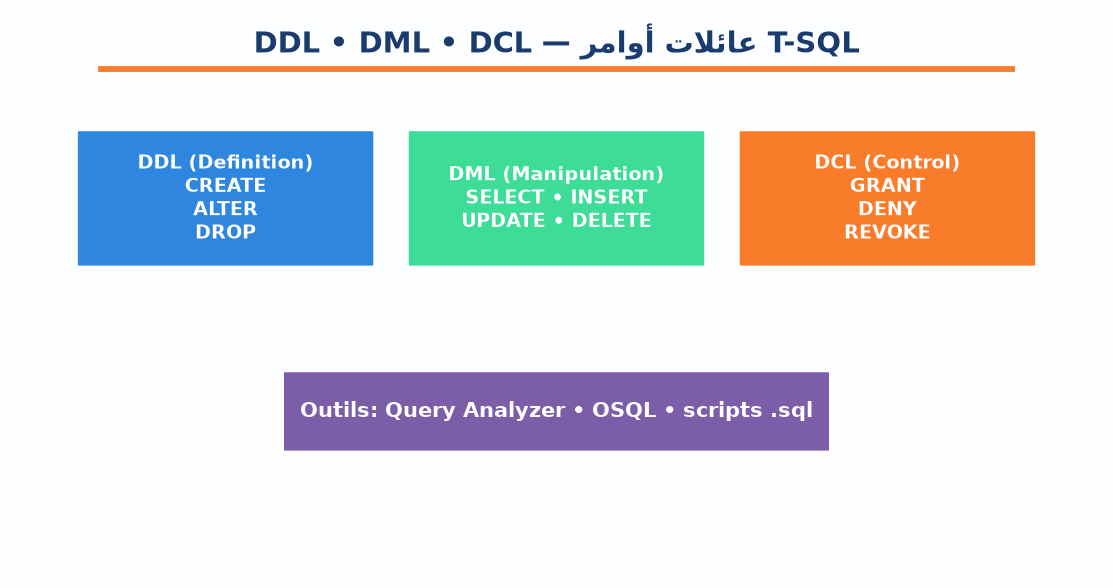 DDL • DML • DCL — عائلات أوامر T-SQL
DDL (Definition)
CREATE
ALTER
DROP
DML (Manipulation)
SELECT • INSERT
UPDATE • DELETE
DCL (Control)
GRANT
DENY
REVOKE
Outils: Query Analyzer • OSQL • scripts .sql